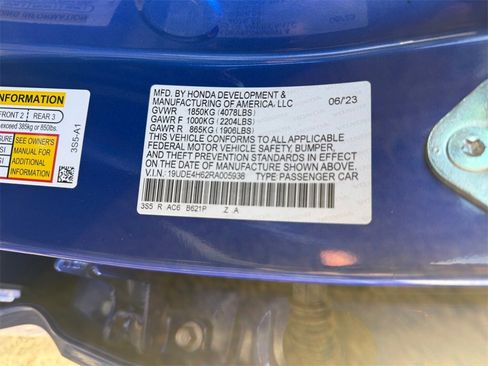 MFD. BY HONDA DEVELOPMENT &
MANUFACTURING OF AMERICA, LLC 06/23
GVWR 1850KG (4078LBS)
GAWR F 1000KG (2204LBS)
GAWR R 865KG (1906LBS)
THIS VEHICLE CONFORMS TO ALL APPLICABLE
FEDERAL MOTOR VEHICLE SAFETY, BUMPER,
AND THEFT PREVENTION STANDARDS IN EFFECT
ON THE DATE OF MANUFACTURE SHOWN ABOVE.
V.I.N.:19UDE4H62RA005938 TYPE PASSENGER CAR
3S5 R AC6 B621P Z A
INFORMATION
FRONT 2 REAR 3
exceed 385kg or 850lbs.
SEE OWNER'S
MANUAL FOR
ADDITIONAL
INFORMATION
3S5-A1